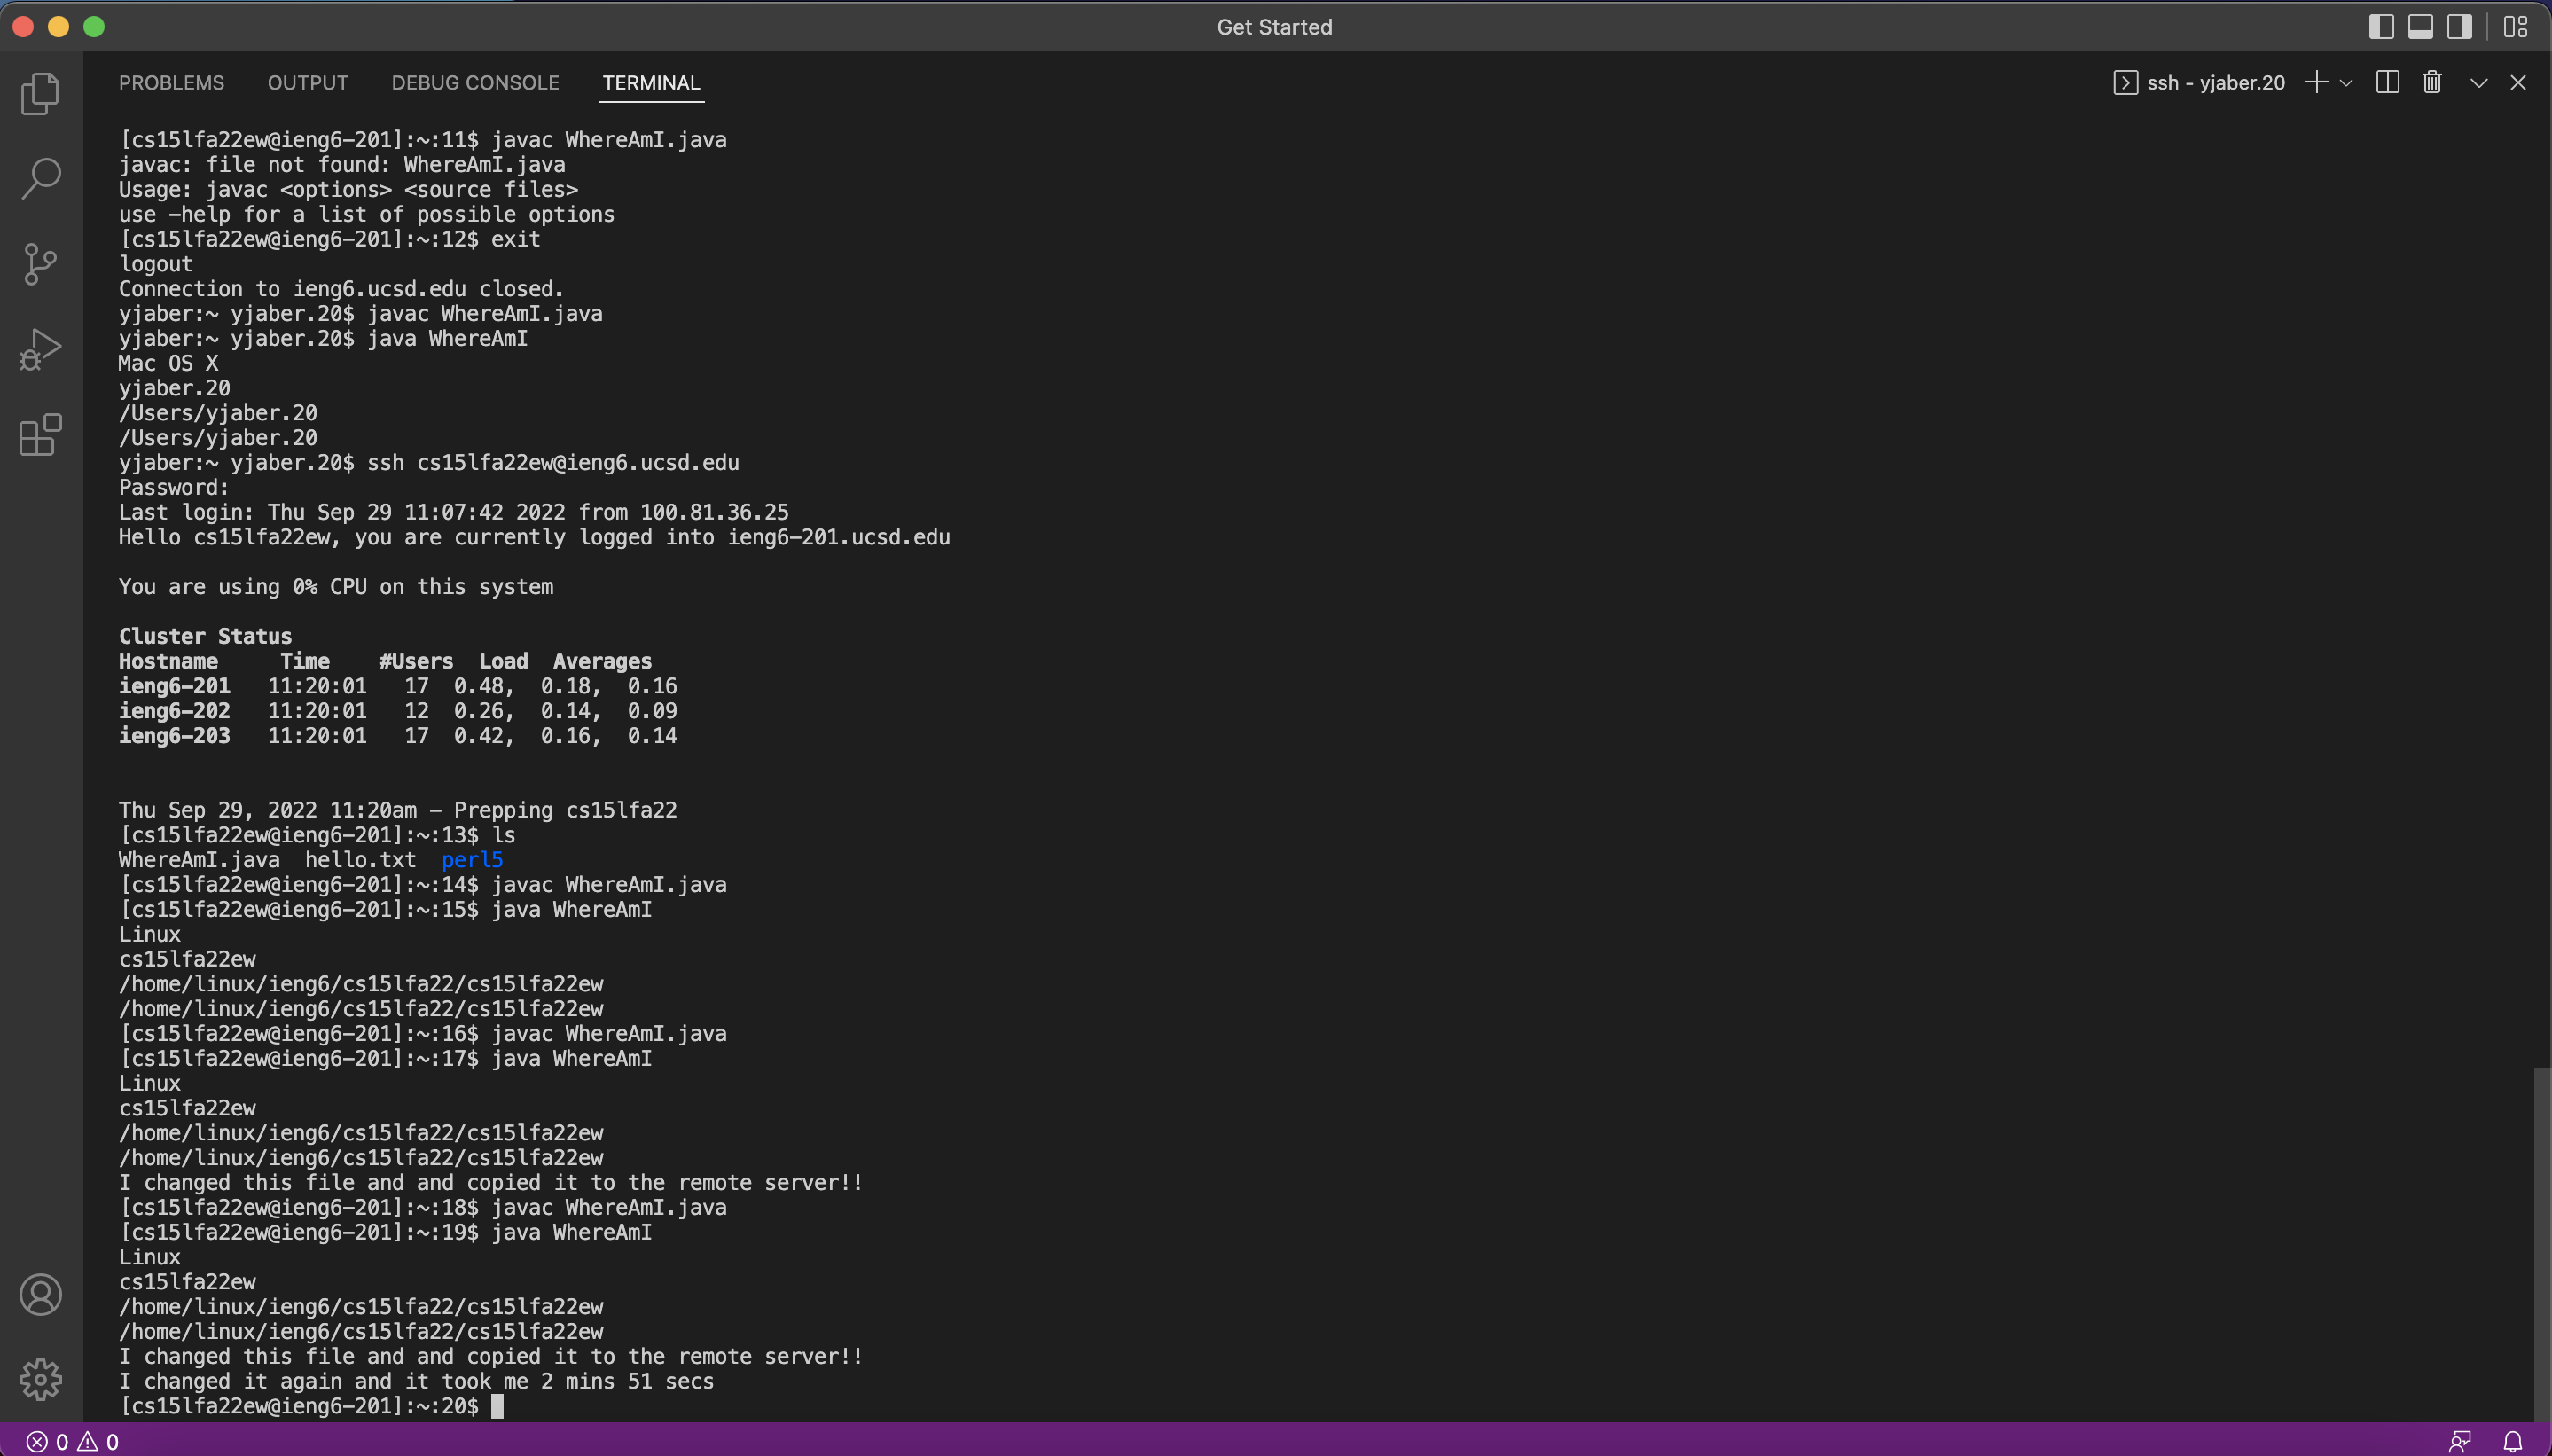 Get Started
PROBLEMS OUTPUT DEBUG CONSOLE TERMINAL ssh - yjaber.20
[cs15lfa22ew@ieng6-201]:~:11$ javac WhereAmI.java
javac: file not found: WhereAmI.java
Usage: javac <options> <source files>
use -help for a list of possible options
[cs15lfa22ew@ieng6-201]:~:12$ exit
logout
Connection to ieng6.ucsd.edu closed.
yjaber:~ yjaber.20$ javac WhereAmI.java
yjaber:~ yjaber.20$ java WhereAmI
Mac OS X
yjaber.20
/Users/yjaber.20
/Users/yjaber.20
yjaber:~ yjaber.20$ ssh cs15lfa22ew@ieng6.ucsd.edu
Password:
Last login: Thu Sep 29 11:07:42 2022 from 100.81.36.25
Hello cs15lfa22ew, you are currently logged into ieng6-201.ucsd.edu
You are using 0% CPU on this system
Cluster Status
Hostname Time #Users Load Averages
ieng6-201 11:20:01 17 0.48, 0.18, 0.16
ieng6-202 11:20:01 12 0.26, 0.14, 0.09
ieng6-203 11:20:01 17 0.42, 0.16, 0.14
Thu Sep 29, 2022 11:20am - Prepping cs15lfa22
[cs15lfa22ew@ieng6-201]:~:13$ ls
WhereAmI.java hello.txt perl5
[cs15lfa22ew@ieng6-201]:~:14$ javac WhereAmI.java
[cs15lfa22ew@ieng6-201]:~:15$ java WhereAmI
Linux
cs15lfa22ew
/home/linux/ieng6/cs15lfa22/cs15lfa22ew
/home/linux/ieng6/cs15lfa22/cs15lfa22ew
[cs15lfa22ew@ieng6-201]:~:16$ javac WhereAmI.java
[cs15lfa22ew@ieng6-201]:~:17$ java WhereAmI
Linux
cs15lfa22ew
/home/linux/ieng6/cs15lfa22/cs15lfa22ew
/home/linux/ieng6/cs15lfa22/cs15lfa22ew
I changed this file and and copied it to the remote server!!
[cs15lfa22ew@ieng6-201]:~:18$ javac WhereAmI.java
[cs15lfa22ew@ieng6-201]:~:19$ java WhereAmI
Linux
cs15lfa22ew
/home/linux/ieng6/cs15lfa22/cs15lfa22ew
/home/linux/ieng6/cs15lfa22/cs15lfa22ew
I changed this file and and copied it to the remote server!!
I changed it again and it took me 2 mins 51 secs
[cs15lfa22ew@ieng6-201]:~:20$
0 0